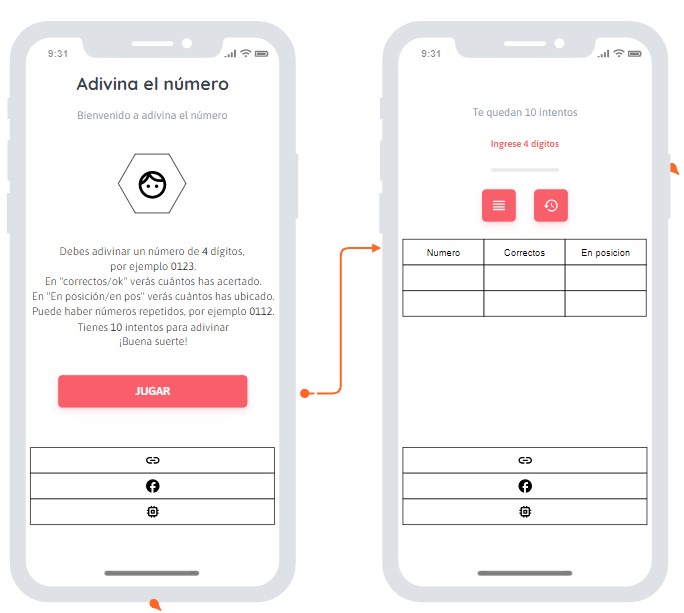 9:31
Adivina el número
Bienvenido a adivina el número
Debes adivinar un número de 4 dígitos,
por ejemplo 0123.
En "correctos/ok" verás cuántos has acertado.
En "En posición/en pos" verás cuántos has ubicado.
Puede haber números repetidos, por ejemplo 0112.
Tienes 10 intentos para adivinar
¡Buena suerte!
JUGAR
9:31
Te quedan 10 intentos
Ingrese 4 dígitos
Numero Correctos En posicion